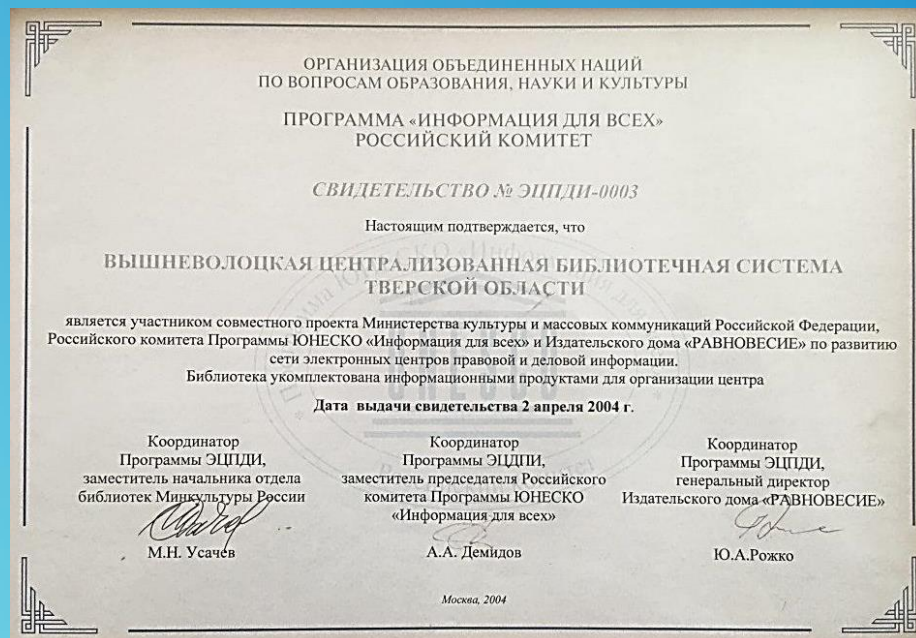 ОРГАНИЗАЦИЯ ОБЪЕДИНЕННЫХ НАЦИЙ
ПО ВОПРОСАМ ОБРАЗОВАНИЯ, НАУКИ И КУЛЬТУРЫ
ПРОГРАММА «ИНФОРМАЦИЯ ДЛЯ ВСЕХ»
РОССИЙСКИЙ КОМИТЕТ
СВИДЕТЕЛЬСТВО № ЭЦПДИ-0003
Настоящим подтверждается, что
ВЫШНЕВОЛОЦКАЯ ЦЕНТРАЛИЗОВАННАЯ БИБЛИОТЕЧНАЯ СИСТЕМА
ТВЕРСКОЙ ОБЛАСТИ
является участником совместного проекта Министерства культуры и массовых коммуникаций Российской Федерации,
Российского комитета Программы ЮНЕСКО «Информация для всех» и Издательского дома «РАВНОВЕСИЕ» по развитию
сети электронных центров правовой и деловой информации.
Библиотека укомплектована информационными продуктами для организации центра
Дата выдачи свидетельства 2 апреля 2004 г.
Координатор
Программы ЭЦПДИ,
заместитель начальника отдела
библиотек Минкультуры России
М.Н. Усачев
Координатор
Программы ЭЦДПИ,
заместитель председателя Российского
комитета Программы ЮНЕСКО
«Информация для всех»
А.А. Демидов
Координатор
Программы ЭЦПДИ,
генеральный директор
Издательского дома «РАВНОВЕСИЕ»
Ю.А.Рожко
Москва, 2004
UNESCO